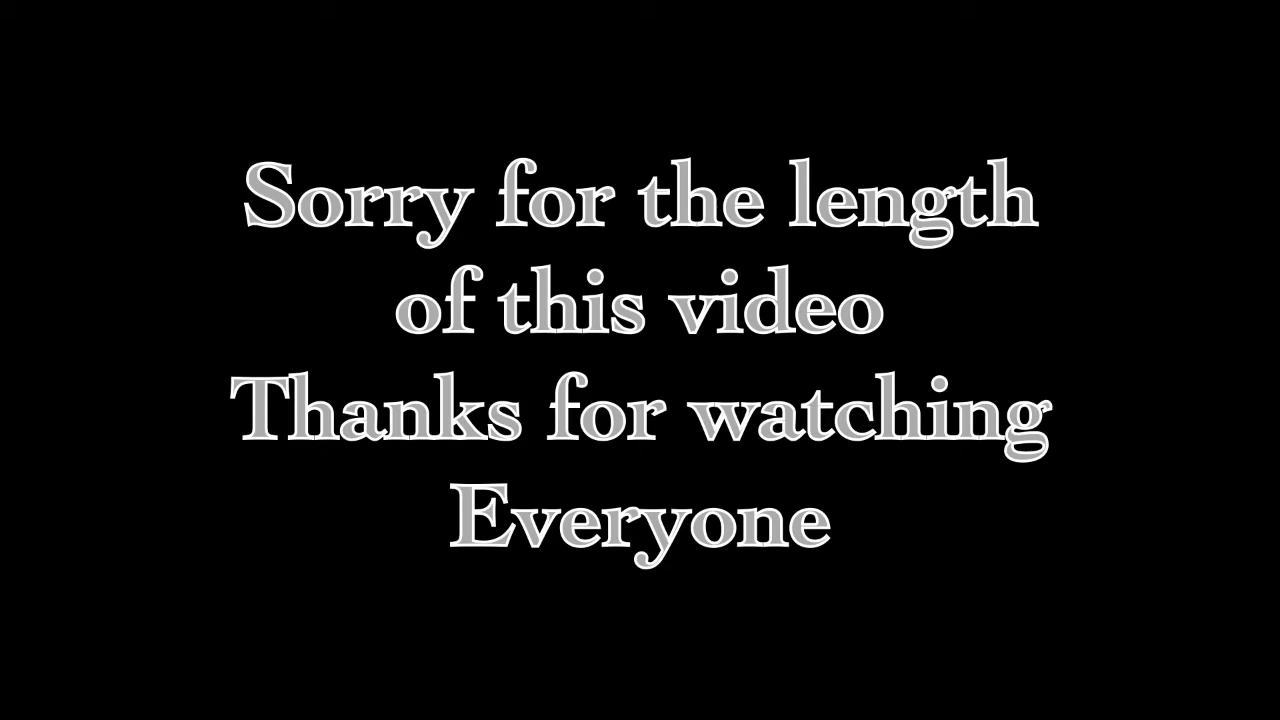 Sorry for the length
of this video
Thanks for watching
Everyone